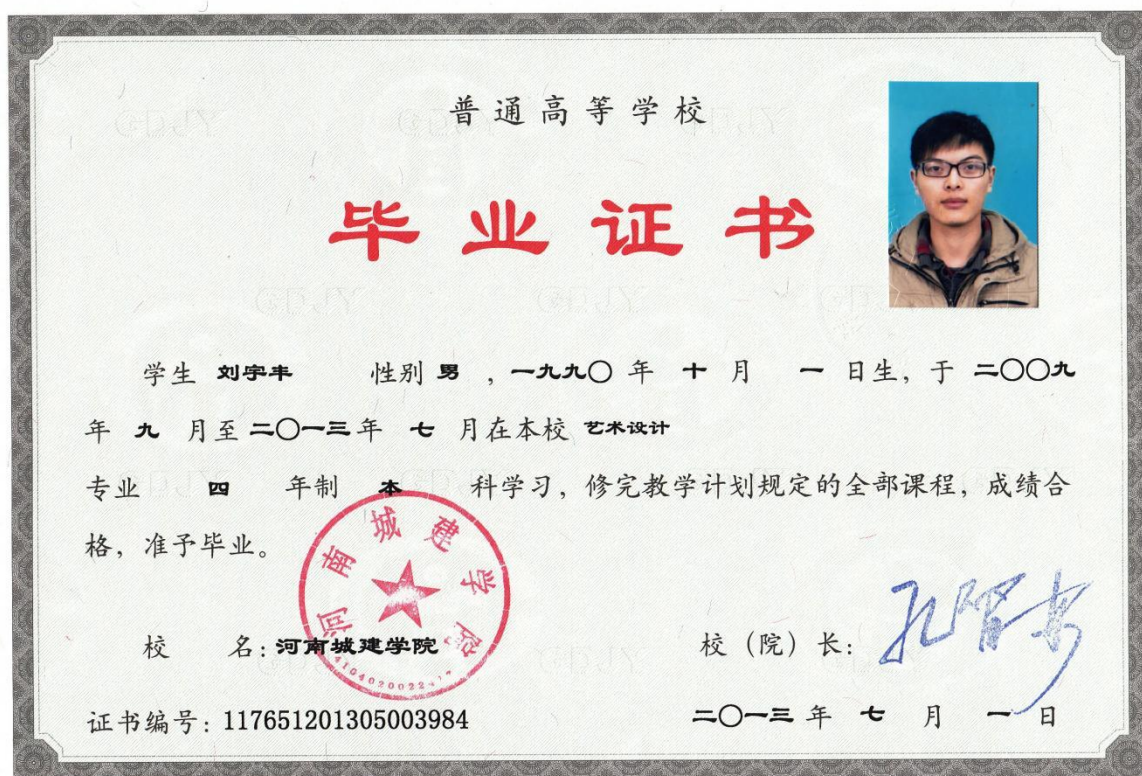 普通高等学校
毕业证书
学生 刘宇丰 性别 男 ,一九九〇 年 十 月 一 日生, 于 二〇〇九
年 九 月至 二〇一三 年 七 月在本校 艺术设计
专业 四 年制 本 科学习, 修完教学计划规定的全部课程, 成绩合
格, 准予毕业。
河南城建学院
校 名: 河南城建学院
校(院)长:
证书编号: 117651201305003984
二〇一三 年 七 月 一 日